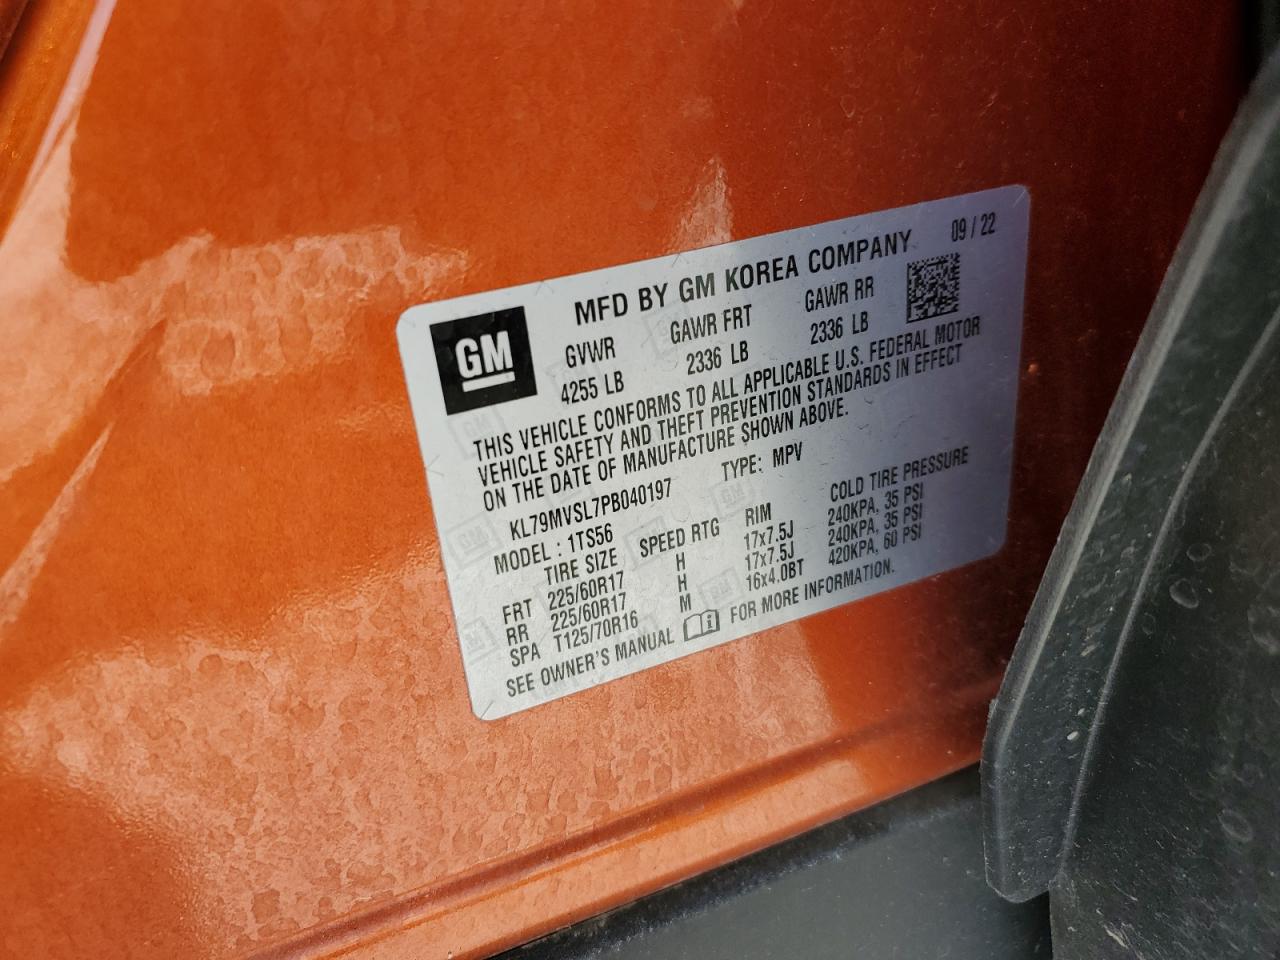 MFD BY GM KOREA COMPANY 09 / 22
GM
GVWR GAWR FRT GAWR RR
4255 LB 2336 LB 2336 LB
THIS VEHICLE CONFORMS TO ALL APPLICABLE U.S. FEDERAL MOTOR
VEHICLE SAFETY AND THEFT PREVENTION STANDARDS IN EFFECT
ON THE DATE OF MANUFACTURE SHOWN ABOVE.
KL79MVSL7PB040197 TYPE: MPV
MODEL : 1TS56
TIRE SIZE SPEED RTG RIM COLD TIRE PRESSURE
FRT 225/60R17 H 17x7.5J 240KPA, 35 PSI
RR 225/60R17 H 17x7.5J 240KPA, 35 PSI
SPA T125/70R16 M 16x4.0BT 420KPA, 60 PSI
SEE OWNER'S MANUAL FOR MORE INFORMATION.